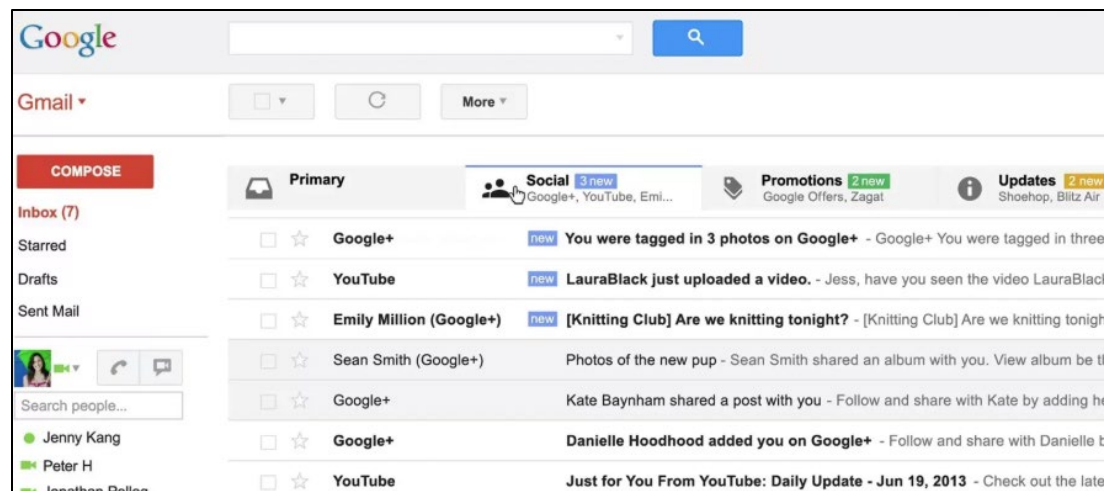 Google
Gmail
More
COMPOSE
Inbox (7)
Starred
Drafts
Sent Mail
Search people...
Jenny Kang
Peter H
Primary
Social 3 new
Google+, YouTube, Emi...
Promotions 2 new
Google Offers, Zagat
Updates 2 new
Shoehop, Blitz Air
Google+ new You were tagged in 3 photos on Google+ - Google+ You were tagged in three
YouTube new LauraBlack just uploaded a video. - Jess, have you seen the video LauraBlack
Emily Million (Google+) new [Knitting Club] Are we knitting tonight? - [Knitting Club] Are we knitting tonigh
Sean Smith (Google+) Photos of the new pup - Sean Smith shared an album with you. View album be th
Google+ Kate Baynham shared a post with you - Follow and share with Kate by adding he
Google+ Danielle Hoodhood added you on Google+ - Follow and share with Danielle b
YouTube Just for You From YouTube: Daily Update - Jun 19, 2013 - Check out the late